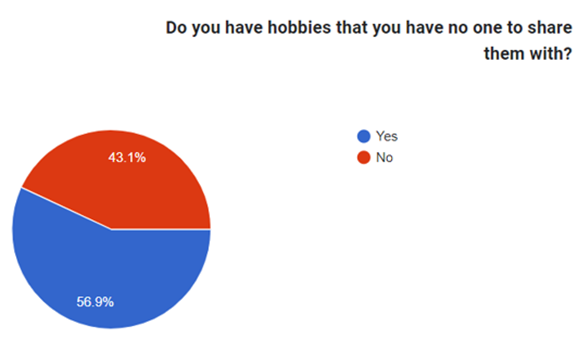 Do you have hobbies that you have no one to share
them with?
Yes
No
43.1%
56.9%